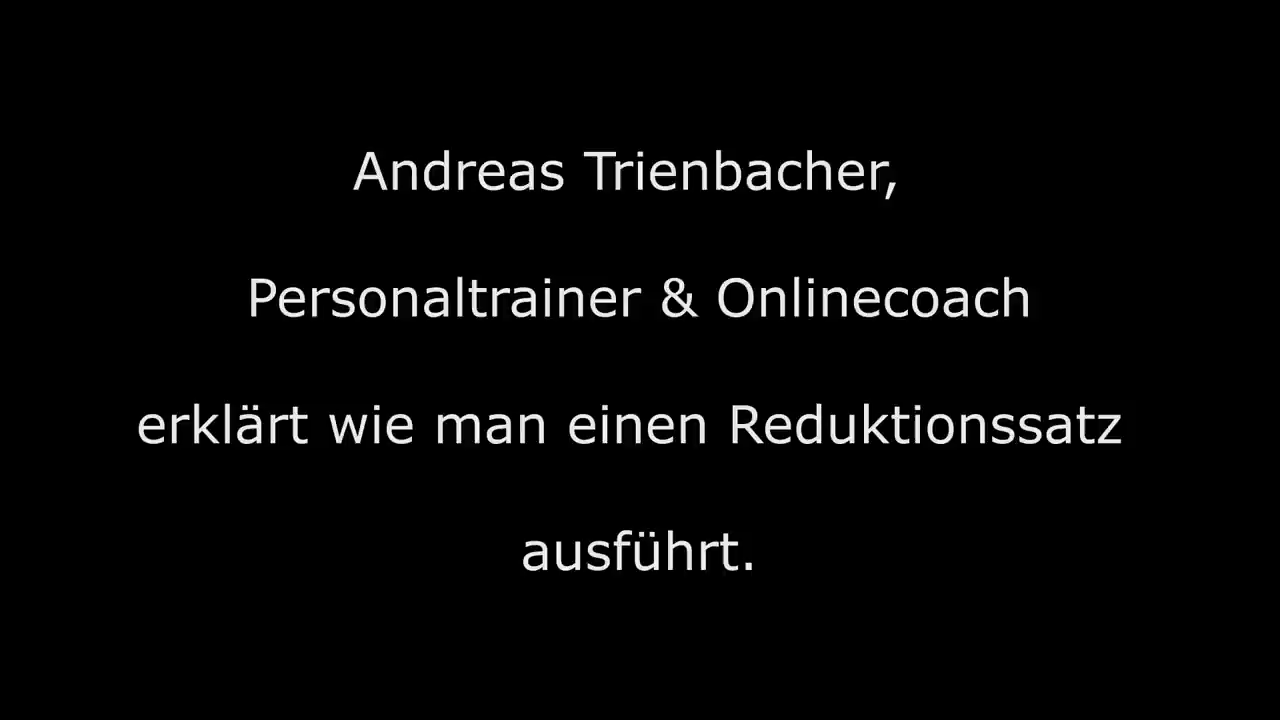 Andreas Trienbacher,
Personaltrainer & Onlinecoach
erklärt wie man einen Reduktionssatz
ausführt.